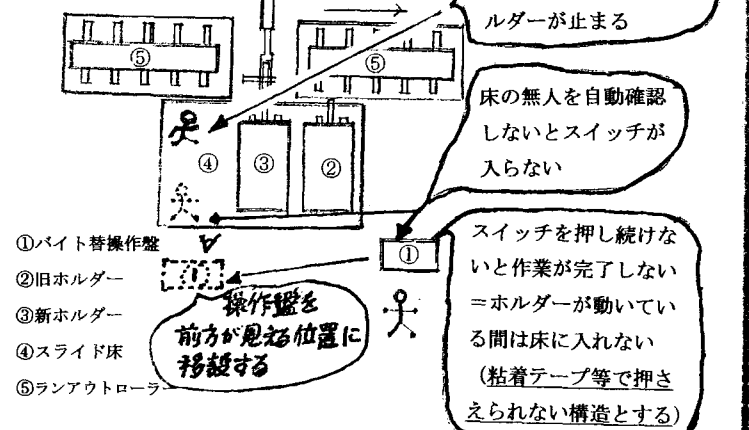 ルダーが止まる
⑤
⑤
床の無人を自動確認
しないとスイッチが
入らない
④
③
②
①バイト替操作盤
②旧ホルダー
③新ホルダー
④スライド床
⑤ランアウトローラー
①
①
操作盤を
前方が見える位置に
移設する
スイッチを押し続けな
いと作業が完了しない
=ホルダーが動いてい
る間は床に入れない
(粘着テープ等で押さ
えられない構造とする)